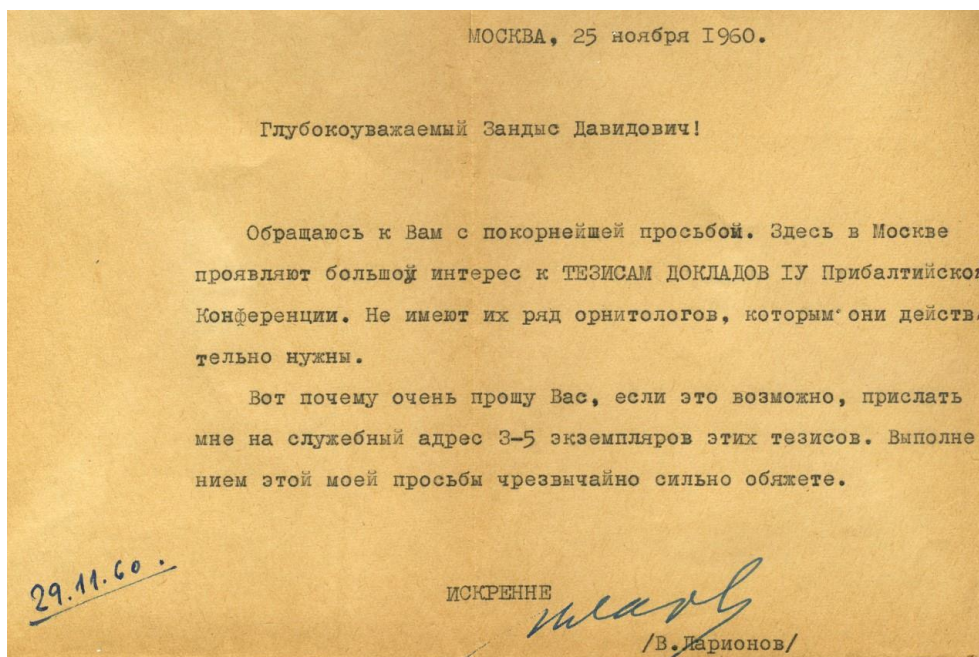 МОСКВА, 25 ноября I960.
Глубокоуважаемый Зандыс Давидович!
Обращаюсь к Вам с покорнейшей просьбой. Здесь в Москве
проявляют большой интерес к ТЕЗИСАМ ДОКЛАДОВ IУ Прибалтийской
Конференции. Не имеют их ряд орнитологов, которым они действ
тельно нужны.
Вот почему очень прошу Вас, если это возможно, прислать
мне на служебный адрес 3-5 экземпляров этих тезисов. Выполне
нием этой моей просьбы чрезвычайно сильно обяжете.
29.11.60.
ИСКРЕННЕ
/В.Ларионов/